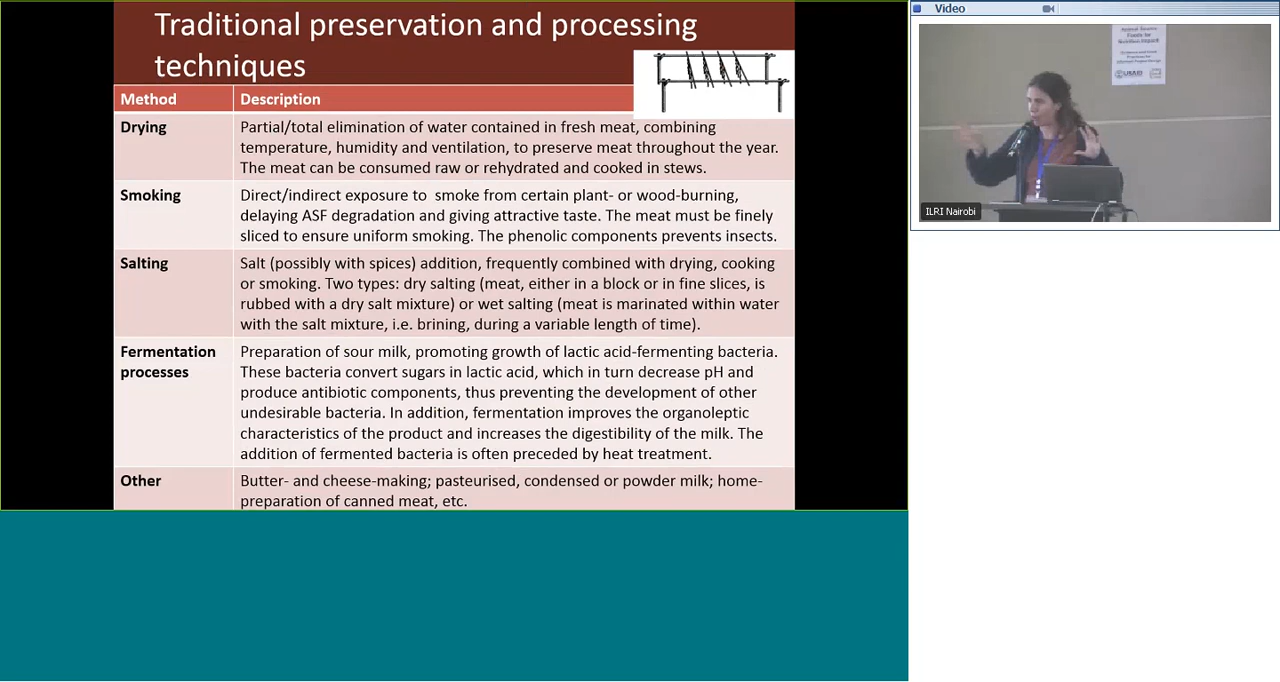 Traditional preservation and processing
techniques
Method Description
Drying Partial/total elimination of water contained in fresh meat, combining
temperature, humidity and ventilation, to preserve meat throughout the year.
The meat can be consumed raw or rehydrated and cooked in stews.
Smoking Direct/indirect exposure to smoke from certain plant- or wood-burning,
delaying ASF degradation and giving attractive taste. The meat must be finely
sliced to ensure uniform smoking. The phenolic components prevents insects.
Salting Salt (possibly with spices) addition, frequently combined with drying, cooking
or smoking. Two types: dry salting (meat, either in a block or in fine slices, is
rubbed with a dry salt mixture) or wet salting (meat is marinated within water
with the salt mixture, i.e. brining, during a variable length of time).
Fermentation Preparation of sour milk, promoting growth of lactic acid-fermenting bacteria.
processes These bacteria convert sugars in lactic acid, which in turn decrease pH and
produce antibiotic components, thus preventing the development of other
undesirable bacteria. In addition, fermentation improves the organoleptic
characteristics of the product and increases the digestibility of the milk. The
addition of fermented bacteria is often preceded by heat treatment.
Other Butter- and cheese-making; pasteurised, condensed or powder milk; home-
preparation of canned meat, etc.
Video
Animal Source
Foods for
Nutrition Impact
USAID
ILRI Nairobi